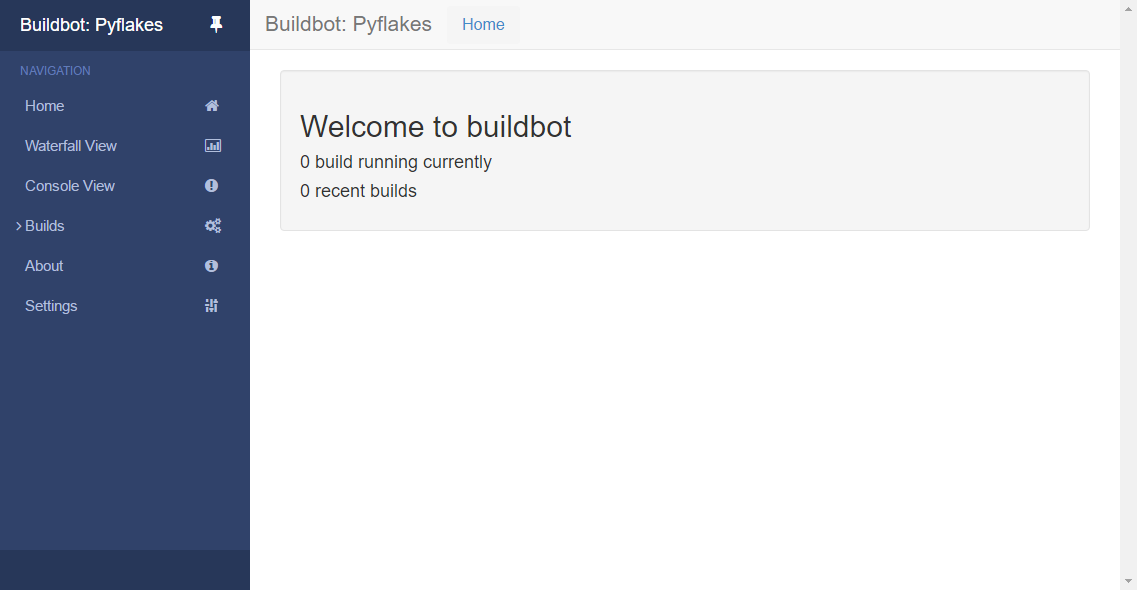 Buildbot: Pyflakes
NAVIGATION
Home
Waterfall View
Console View
Builds
About
Settings
Buildbot: Pyflakes Home
Welcome to buildbot
0 build running currently
0 recent builds